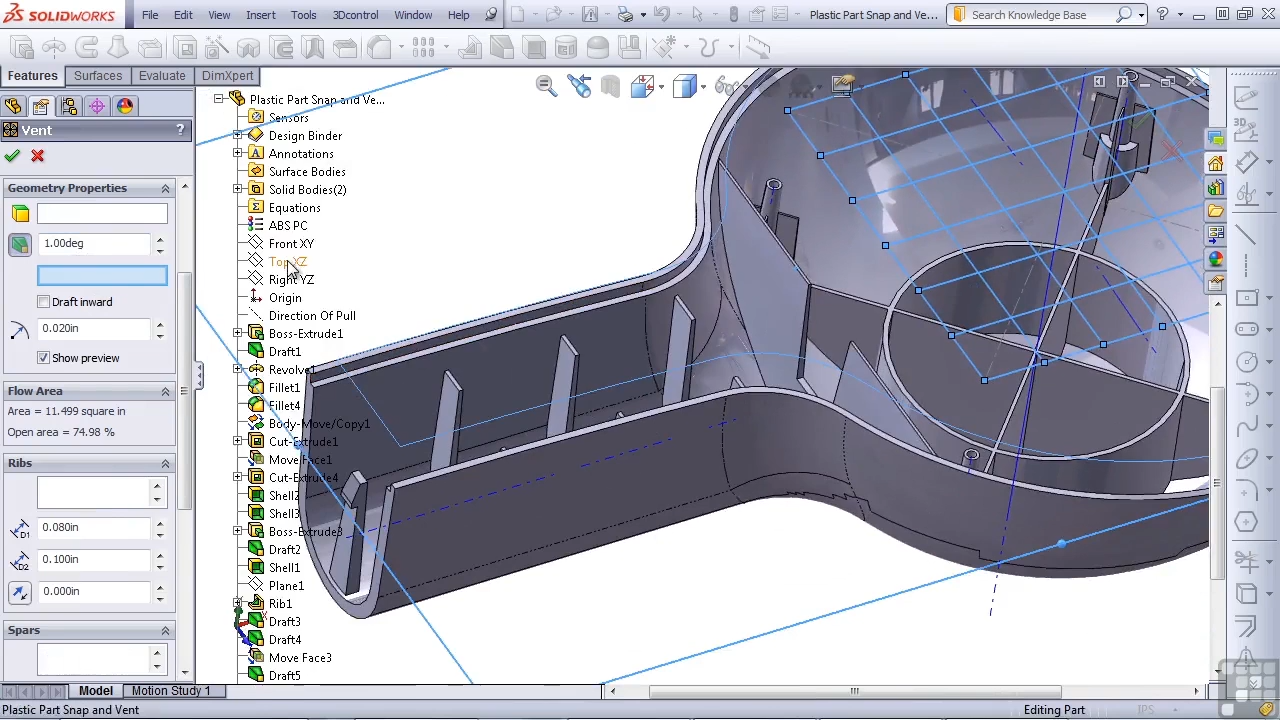 SOLIDWORKS File Edit View Insert Tools 3Dcontrol Window Help Plastic Part Snap and Ve... Search Knowledge Base ?
Features Surfaces Evaluate DimXpert
Vent ?
Geometry Properties
1.00deg
Draft inward
0.020in
Show preview
Flow Area
Area = 11.499 square in
Open area = 74.98 %
Ribs
0.080in
D1
0.100in
D2
0.000in
Spars
Plastic Part Snap and Ve...
Sensors
Design Binder
Annotations
Surface Bodies
Solid Bodies(2)
Equations
ABS PC
Front XY
Top XZ
Right YZ
Origin
Direction Of Pull
Boss-Extrude1
Draft1
Revolve1
Fillet1
Fillet4
Body-Move/Copy1
Cut-Extrude1
Move Face1
Cut-Extrude4
Shell2
Shell3
Boss-Extrude3
Draft2
Shell1
Plane1
Rib1
Draft3
Draft4
Move Face3
Draft5
3D
Model Motion Study 1
Plastic Part Snap and Vent Editing Part IPS